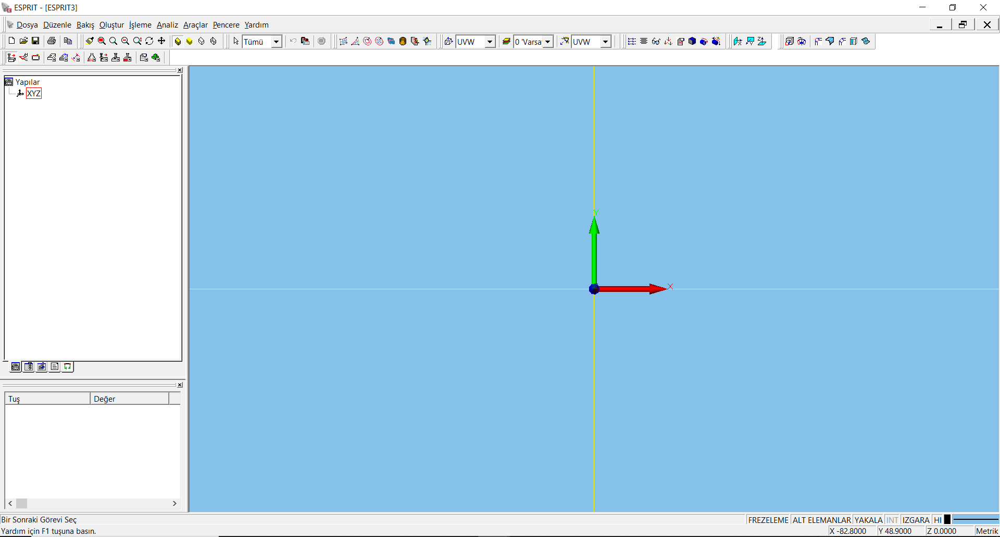 ESPRIT - [ESPRIT3]
Dosya Düzenle Bakış Oluştur İşleme Analiz Araçlar Pencere Yardım
Tümü UVW 0 'Varsa UVW
Yapılar
XYZ
Y
X
Tuş Değer
Bir Sonraki Görevi Seç FREZELEME ALT ELEMANLAR YAKALA INT IZGARA HI
Yardım için F1 tuşuna basın. X -82.8000 Y 48.9000 Z 0.0000 Metrik